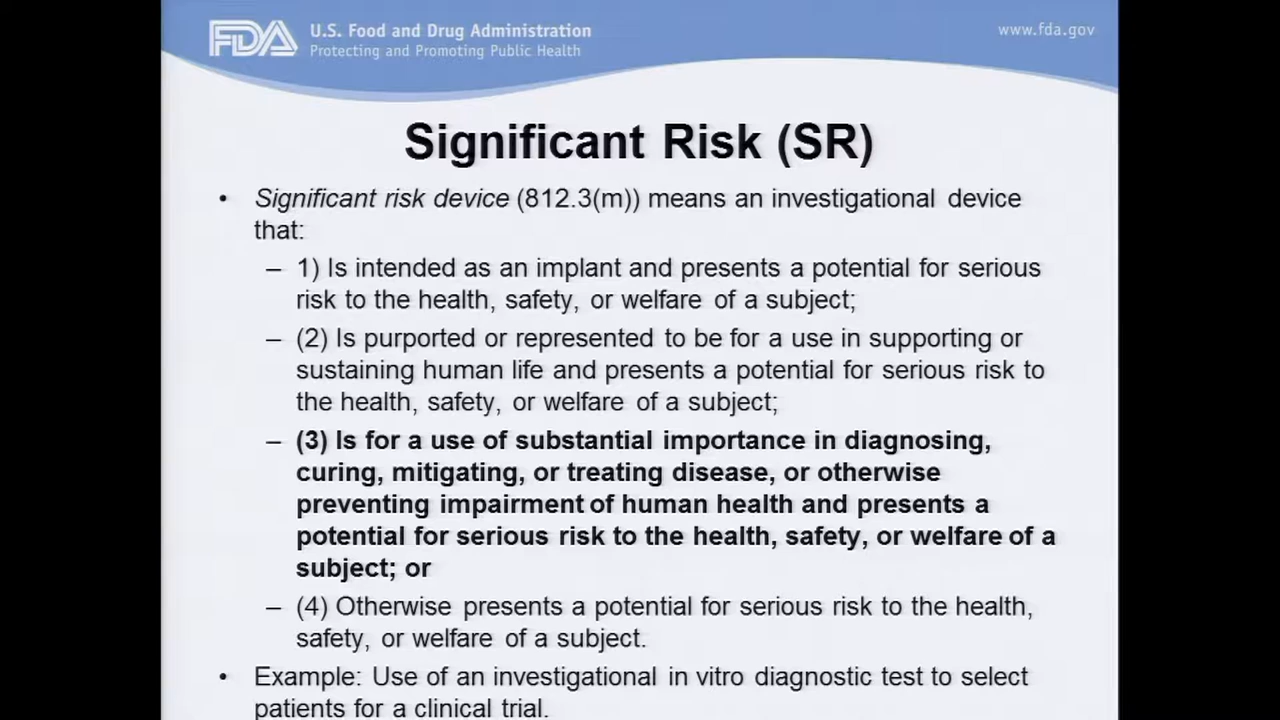 FDA U.S. Food and Drug Administration
Protecting and Promoting Public Health
www.fda.gov
Significant Risk (SR)
• Significant risk device (812.3(m)) means an investigational device
that:
– 1) Is intended as an implant and presents a potential for serious
risk to the health, safety, or welfare of a subject;
– (2) Is purported or represented to be for a use in supporting or
sustaining human life and presents a potential for serious risk to
the health, safety, or welfare of a subject;
– (3) Is for a use of substantial importance in diagnosing,
curing, mitigating, or treating disease, or otherwise
preventing impairment of human health and presents a
potential for serious risk to the health, safety, or welfare of a
subject; or
– (4) Otherwise presents a potential for serious risk to the health,
safety, or welfare of a subject.
• Example: Use of an investigational in vitro diagnostic test to select
patients for a clinical trial.